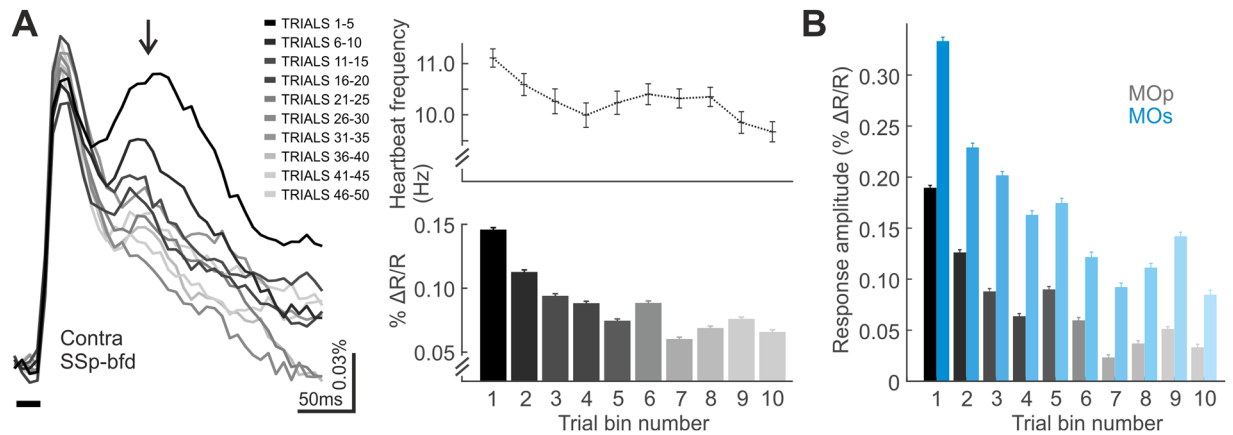 A
TRIALS 1-5
TRIALS 6-10
TRIALS 11-15
TRIALS 16-20
TRIALS 21-25
TRIALS 26-30
TRIALS 31-35
TRIALS 36-40
TRIALS 41-45
TRIALS 46-50
Contra
SSp-bfd
0.03%
50ms
Heartbeat frequency
(Hz)
11.0
10.0
% ΔR/R
0.15
0.10
0.05
1 2 3 4 5 6 7 8 9 10
Trial bin number
B
Response amplitude (% ΔR/R)
0.30
0.25
0.20
0.15
0.10
0.05
0
MOp
MOs
1 2 3 4 5 6 7 8 9 10
Trial bin number